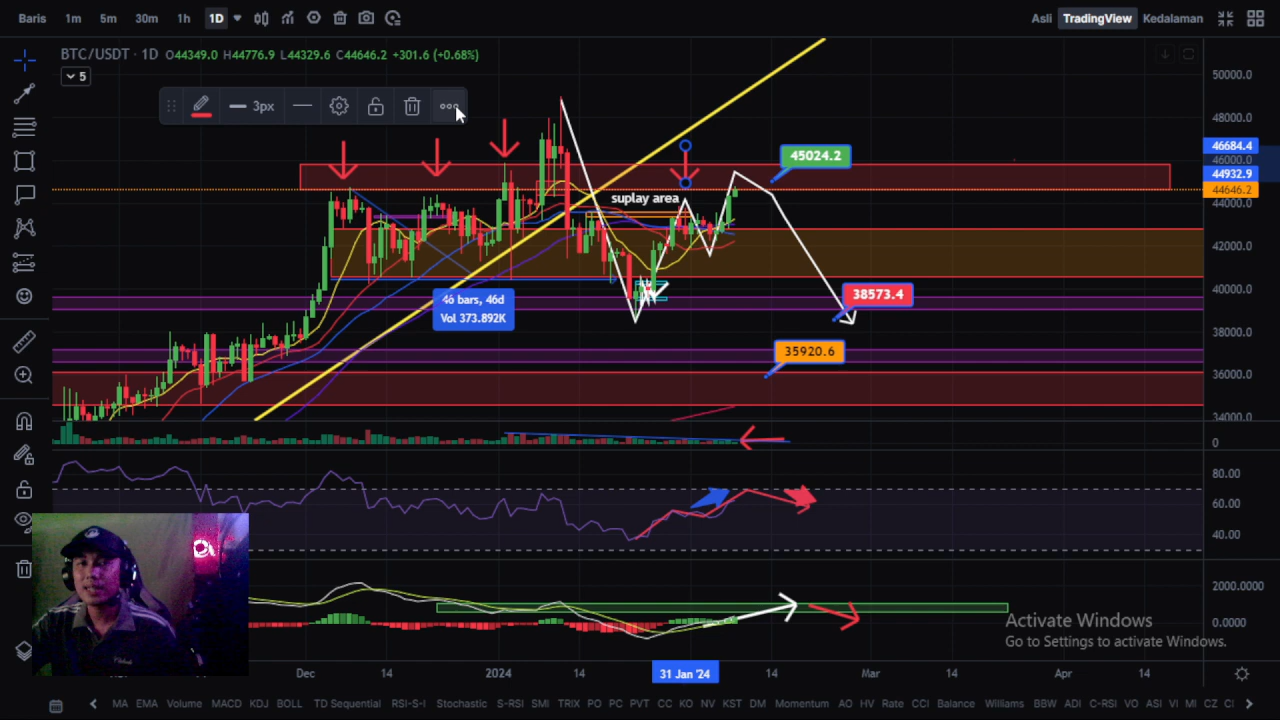 Baris 1m 5m 30m 1h 1D Asli TradingView Kedalaman
BTC/USDT · 1D O44349.0 H44776.9 L44329.6 C44646.2 +301.6 (+0.68%)
5
3px
50000.0
48000.0
46684.4
46000.0
45024.2
44932.9
44646.2
suplay area
44000.0
42000.0
40000.0
46 bars, 46d
Vol 373.892K
38573.4
38000.0
35920.6
36000.0
34000.0
0
80.00
60.00
40.00
2000.0000
0.0000
Activate Windows
Go to Settings to activate Windows.
Dec 14 2024 14 31 Jan '24 14 Mar 14 Apr 14
MA EMA Volume MACD KDJ BOLL TD Sequential RSI-S-I Stochastic S-RSI SMI TRIX PO PC PVT CC KO NV KST DM Momentum AO HV Rate CCI Balance Williams BBW ADI C-RSI VO ASI VI MI CZ CI